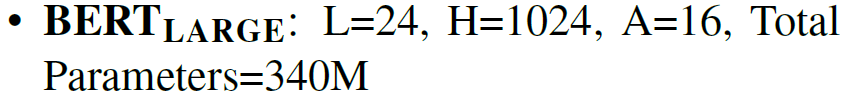 • BERTLARGE: L=24, H=1024, A=16, Total
Parameters=340M